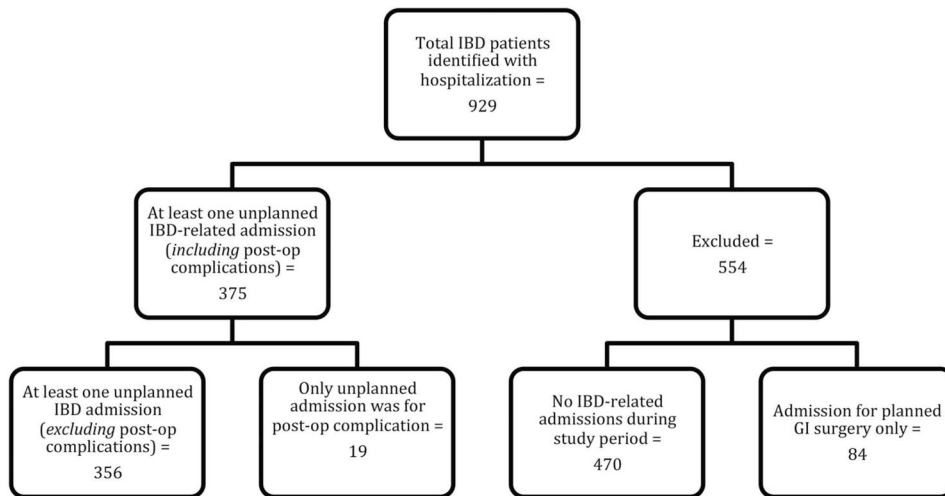 Total IBD patients
identified with
hospitalization =
929
At least one unplanned
IBD-related admission
(including post-op
complications) =
375
Excluded =
554
At least one unplanned
IBD admission
(excluding post-op
complications) =
356
Only unplanned
admission was for
post-op complication =
19
No IBD-related
admissions during
study period =
470
Admission for planned
GI surgery only =
84